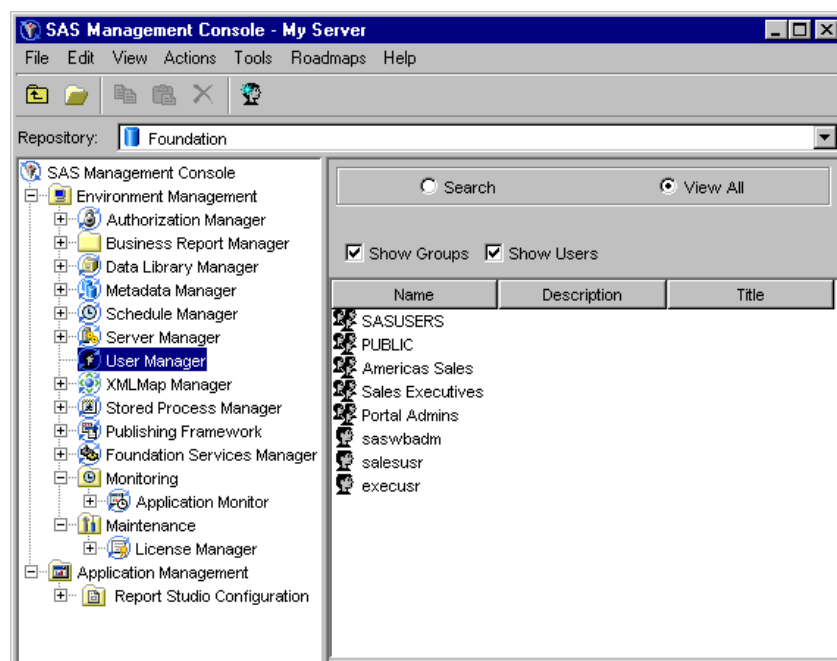 SAS Management Console - My Server
File Edit View Actions Tools Roadmaps Help
Repository: Foundation
SAS Management Console
Environment Management
Authorization Manager
Business Report Manager
Data Library Manager
Metadata Manager
Schedule Manager
Server Manager
User Manager
XMLMap Manager
Stored Process Manager
Publishing Framework
Foundation Services Manager
Monitoring
Application Monitor
Maintenance
License Manager
Application Management
Report Studio Configuration
Search View All
Show Groups Show Users
Name Description Title
SASUSERS
PUBLIC
Americas Sales
Sales Executives
Portal Admins
saswbadm
salesusr
execusr